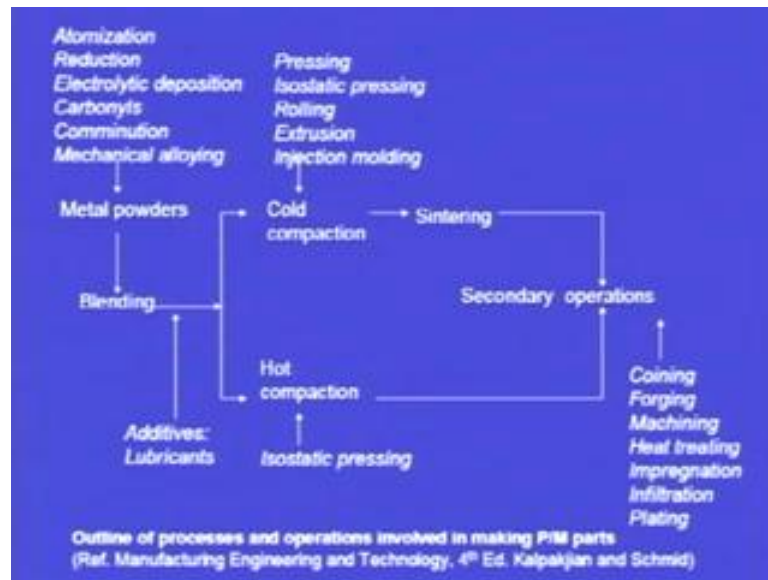 Atomization
Reduction
Electrolytic deposition
Carbonyls
Comminution
Mechanical alloying
Pressing
Isostatic pressing
Rolling
Extrusion
Injection molding
Metal powders
Cold
compaction
Sintering
Blending
Secondary operations
Hot
compaction
Additives:
Lubricants
Isostatic pressing
Coining
Forging
Machining
Heat treating
Impregnation
Infiltration
Plating
Outline of processes and operations involved in making P/M parts
(Ref. Manufacturing Engineering and Technology, 4th Ed. Kalpakjian and Schmid)